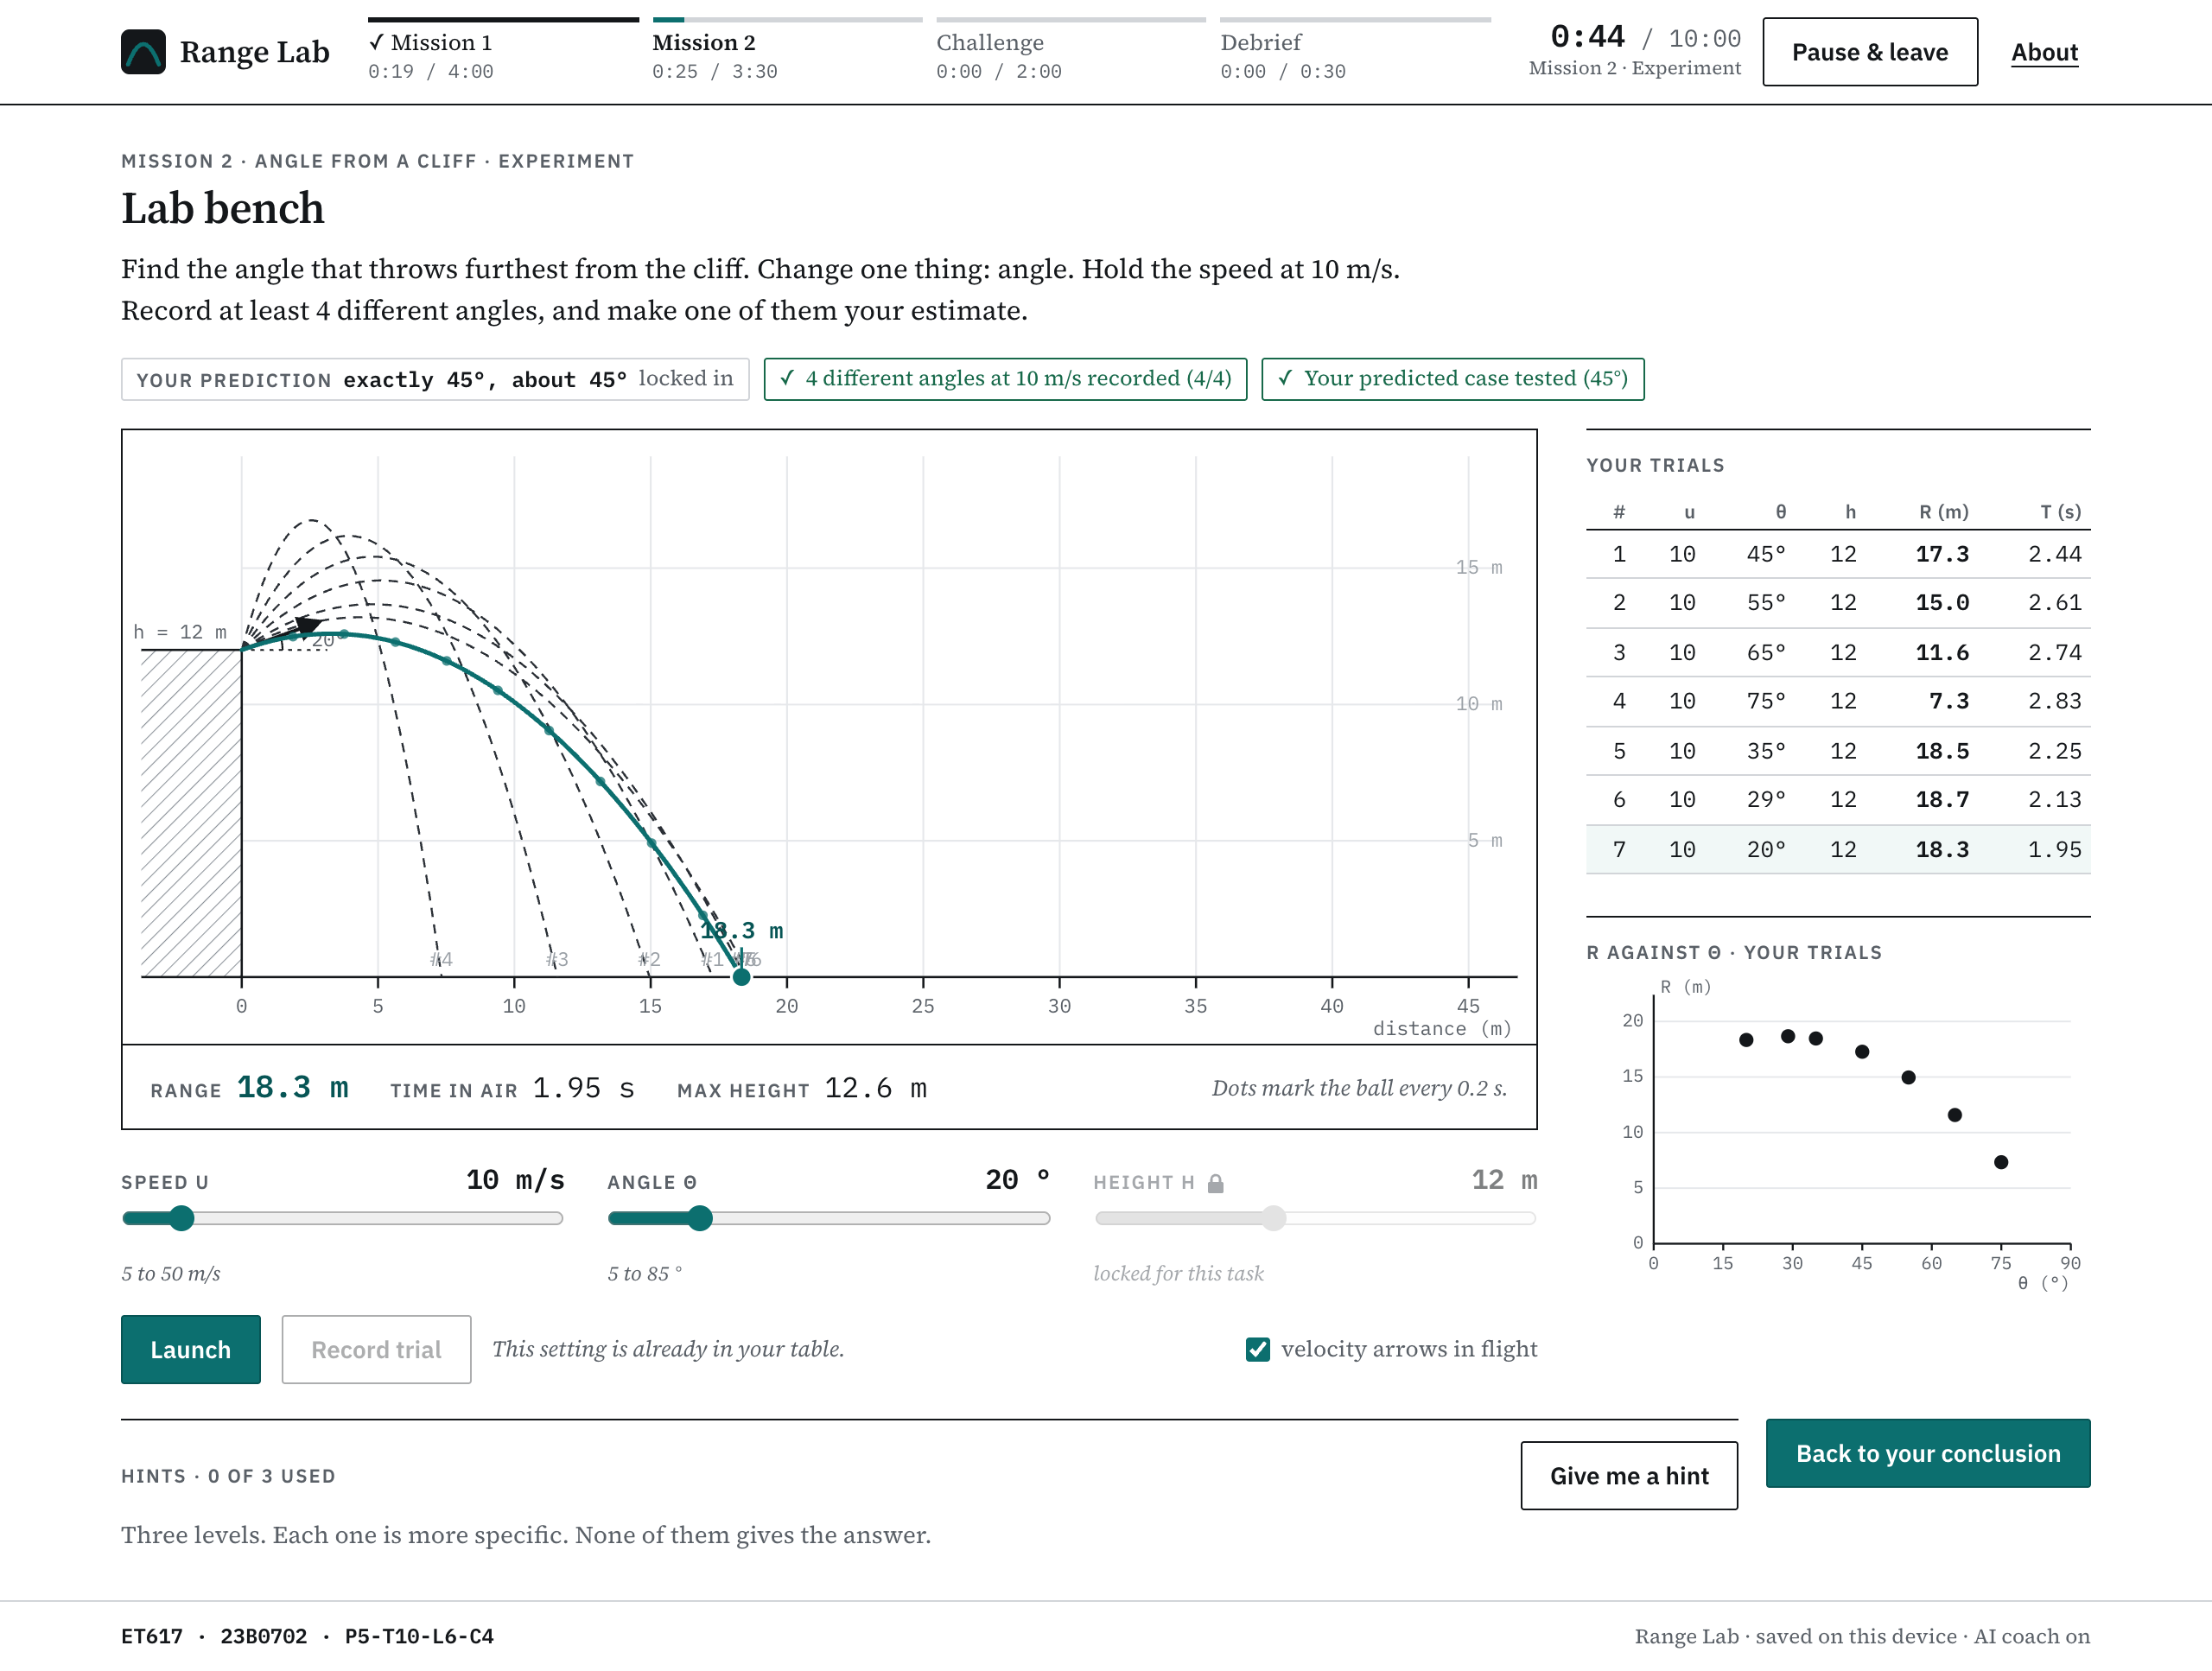 Range Lab
✓ Mission 1
0:19 / 4:00
Mission 2
0:25 / 3:30
Challenge
0:00 / 2:00
Debrief
0:00 / 0:30
0:44 / 10:00
Mission 2 · Experiment
Pause & leave
About
MISSION 2 · ANGLE FROM A CLIFF · EXPERIMENT
Lab bench
Find the angle that throws furthest from the cliff. Change one thing: angle. Hold the speed at 10 m/s.
Record at least 4 different angles, and make one of them your estimate.
YOUR PREDICTION exactly 45°, about 45° locked in
✓ 4 different angles at 10 m/s recorded (4/4)
✓ Your predicted case tested (45°)
15 m
h = 12 m
20°
10 m
5 m
18.3 m
#4 #3 #2 #1
0 5 10 15 20 25 30 35 40 45
distance (m)
RANGE 18.3 m TIME IN AIR 1.95 s MAX HEIGHT 12.6 m
Dots mark the ball every 0.2 s.
SPEED U 10 m/s
5 to 50 m/s
ANGLE Θ 20 °
5 to 85 °
HEIGHT H 12 m
locked for this task
Launch
Record trial
This setting is already in your table.
velocity arrows in flight
YOUR TRIALS
# u θ h R (m) T (s)
1 10 45° 12 17.3 2.44
2 10 55° 12 15.0 2.61
3 10 65° 12 11.6 2.74
4 10 75° 12 7.3 2.83
5 10 35° 12 18.5 2.25
6 10 29° 12 18.7 2.13
7 10 20° 12 18.3 1.95
R AGAINST Θ · YOUR TRIALS
R (m)
20
15
10
5
0
0 15 30 45 60 75 90
θ (°)
HINTS · 0 OF 3 USED
Give me a hint
Back to your conclusion
Three levels. Each one is more specific. None of them gives the answer.
ET617 · 23B0702 · P5-T10-L6-C4
Range Lab · saved on this device · AI coach on